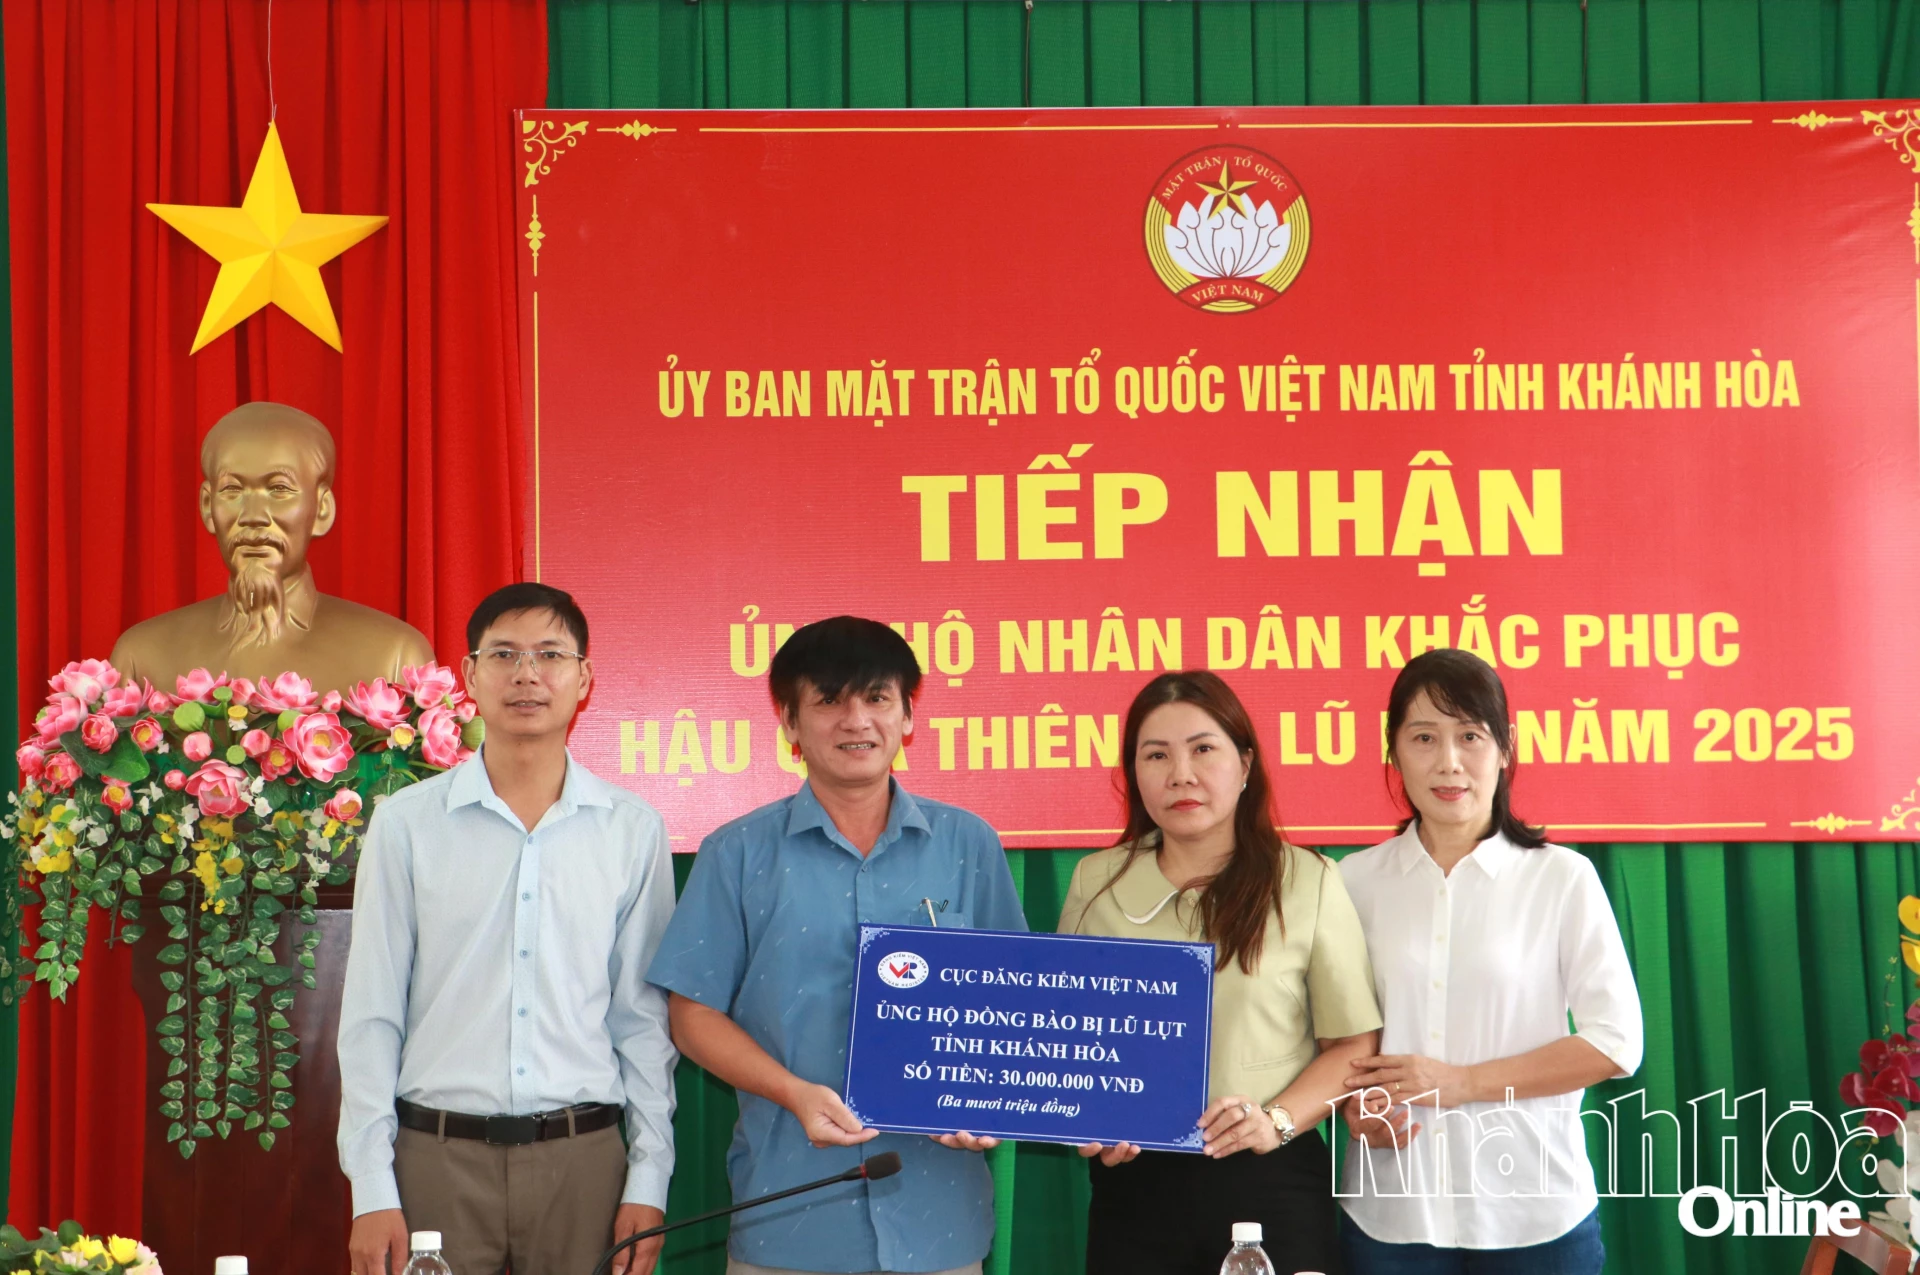 MẶT TRẬN TỔ QUỐC
VIỆT NAM
ỦY BAN MẶT TRẬN TỔ QUỐC VIỆT NAM TỈNH KHÁNH HÒA
TIẾP NHẬN
HỘ NHÂN DÂN KHẮC PHỤC
HẬU THIÊN LŨ NĂM 2025
CỤC ĐĂNG KIỂM VIỆT NAM
ỦNG HỘ ĐỒNG BÀO BỊ LŨ LỤT
TỈNH KHÁNH HÒA
SỐ TIỀN: 30.000.000 VNĐ
(Ba mươi triệu đồng)
Khánh Hòa
Online